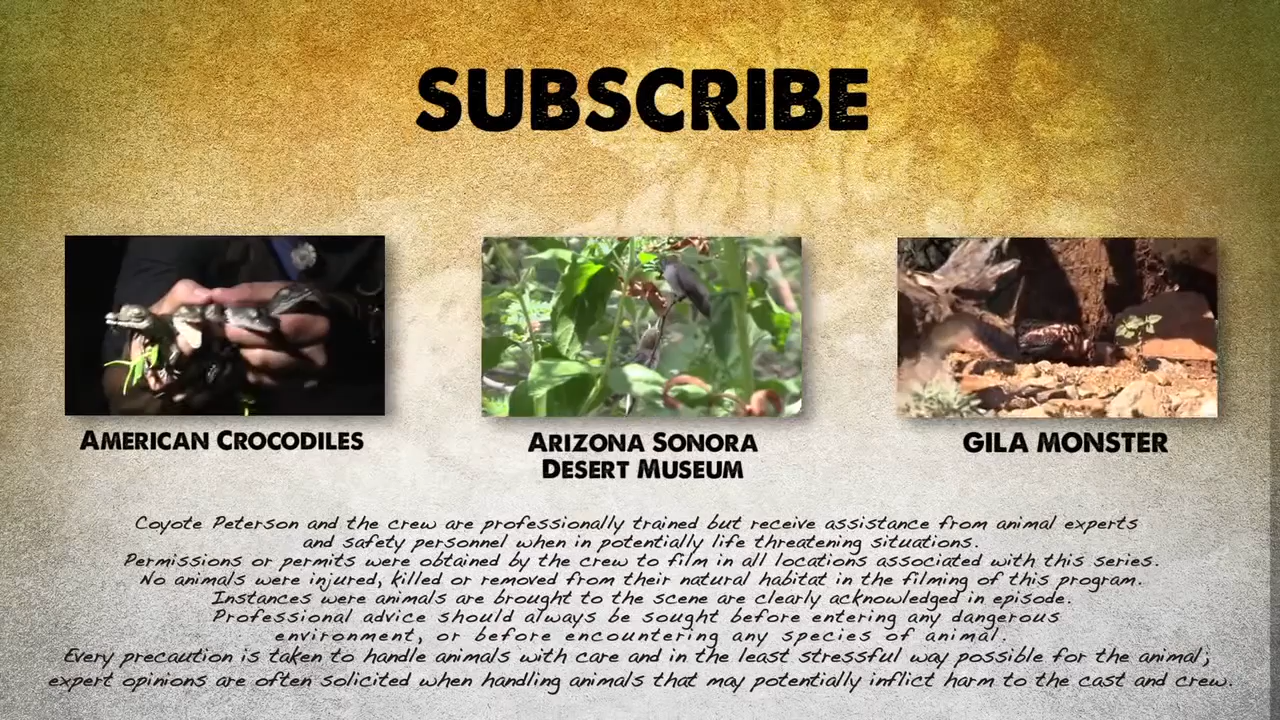 SUBSCRIBE
AMERICAN CROCODILES
ARIZONA SONORA
DESERT MUSEUM
GILA MONSTER
Coyote Peterson and the crew are professionally trained but receive assistance from animal experts
and safety personnel when in potentially life threatening situations.
Permissions or permits were obtained by the crew to film in all locations associated with this series.
No animals were injured, killed or removed from their natural habitat in the filming of this program.
Instances were animals are brought to the scene are clearly acknowledged in episode.
Professional advice should always be sought before entering any dangerous
environment, or before encountering any species of animal.
Every precaution is taken to handle animals with care and in the least stressful way possible for the animal;
expert opinions are often solicited when handling animals that may potentially inflict harm to the cast and crew.